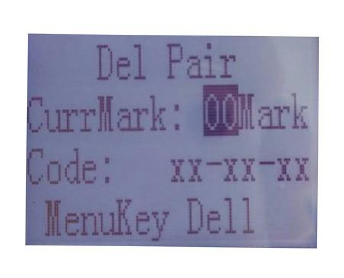 Del Pair
CurrMark: 00Mark
Code: xx-xx-xx
MenuKey Dell